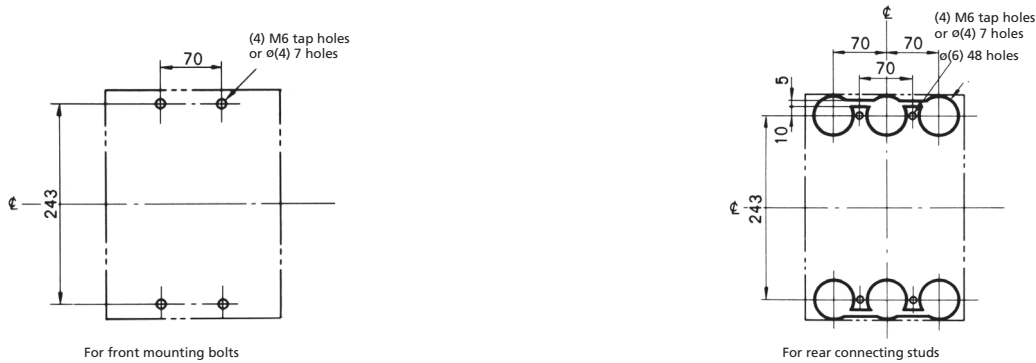 (4) M6 tap holes
or ø(4) 7 holes
70
243
℄
For front mounting bolts
℄
(4) M6 tap holes
or ø(4) 7 holes
70 70
ø(6) 48 holes
70
5
10
243
℄
For rear connecting studs